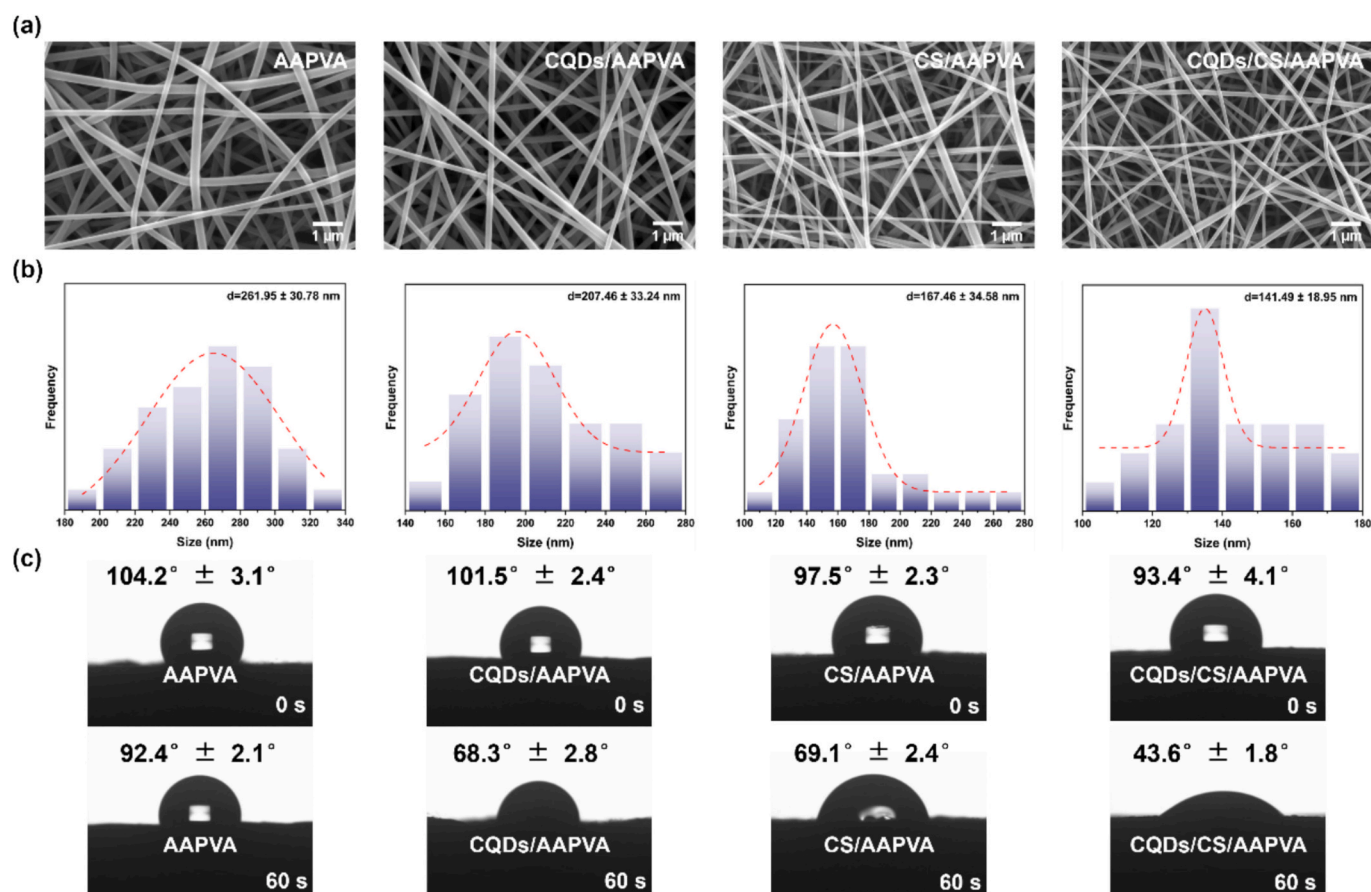 (a)
AAPVA
CQDs/AAPVA
CS/AAPVA
CQDs/CS/AAPVA
1 μm
1 μm
1 μm
1 μm
(b)
d=261.95 ± 30.78 nm
d=207.46 ± 33.24 nm
d=167.46 ± 34.58 nm
d=141.49 ± 18.95 nm
Frequency
Frequency
Frequency
Frequency
180 200 220 240 260 280 300 320 340
140 160 180 200 220 240 260 280
100 120 140 160 180 200 220 240 260 280
100 120 140 160 180
Size (nm)
Size (nm)
Size (nm)
Size (nm)
(c)
104.2° ± 3.1°
101.5° ± 2.4°
97.5° ± 2.3°
93.4° ± 4.1°
AAPVA
CQDs/AAPVA
CS/AAPVA
CQDs/CS/AAPVA
0 s
0 s
0 s
0 s
92.4° ± 2.1°
68.3° ± 2.8°
69.1° ± 2.4°
43.6° ± 1.8°
AAPVA
CQDs/AAPVA
CS/AAPVA
CQDs/CS/AAPVA
60 s
60 s
60 s
60 s